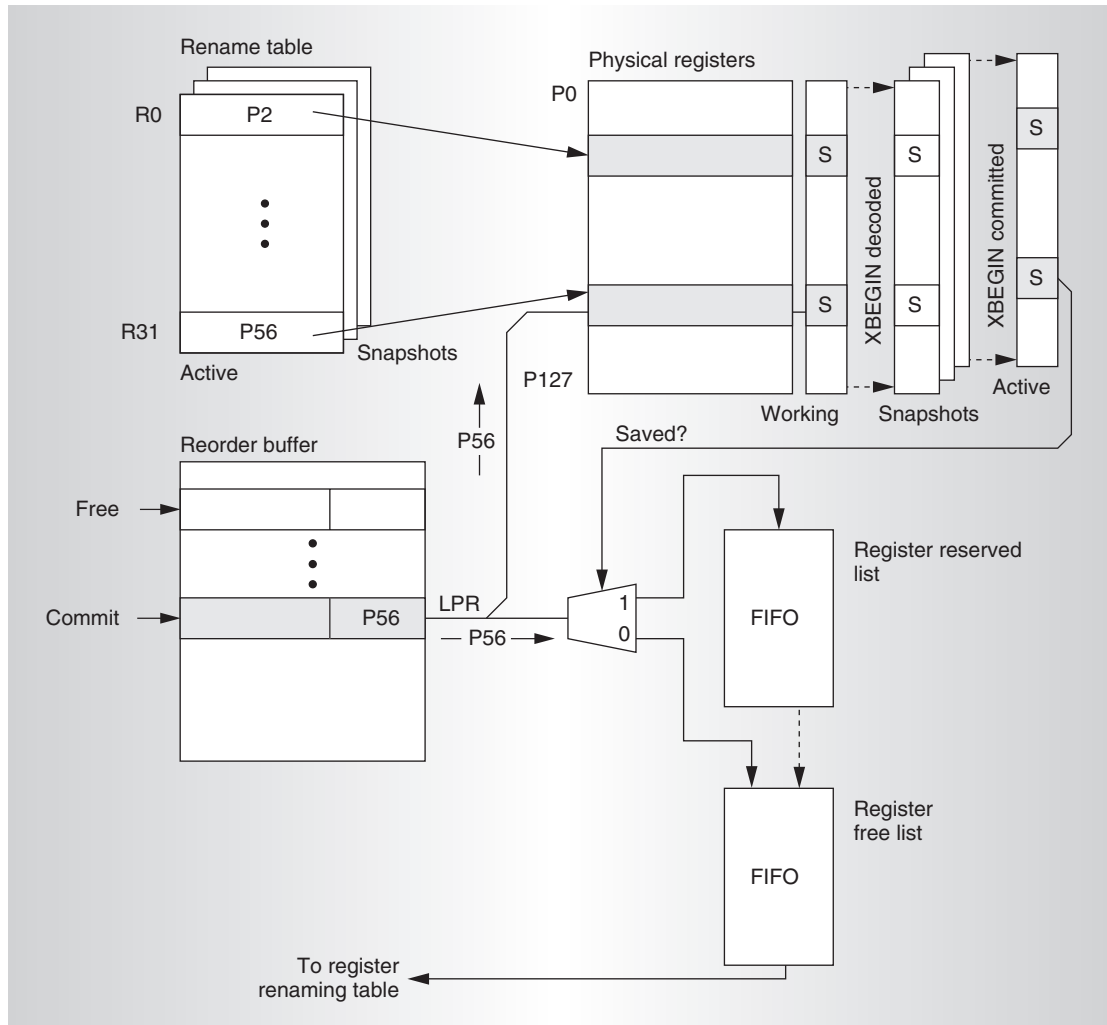 Rename table
R0
P2
R31
P56
Snapshots
Active
Physical registers
P0
P127
S
S
Working
XBEGIN decoded
S
S
Snapshots
XBEGIN committed
S
S
Active
P56
Saved?
Reorder buffer
Free
Commit
P56
LPR
P56
1
0
FIFO
Register reserved
list
FIFO
Register
free list
To register
renaming table